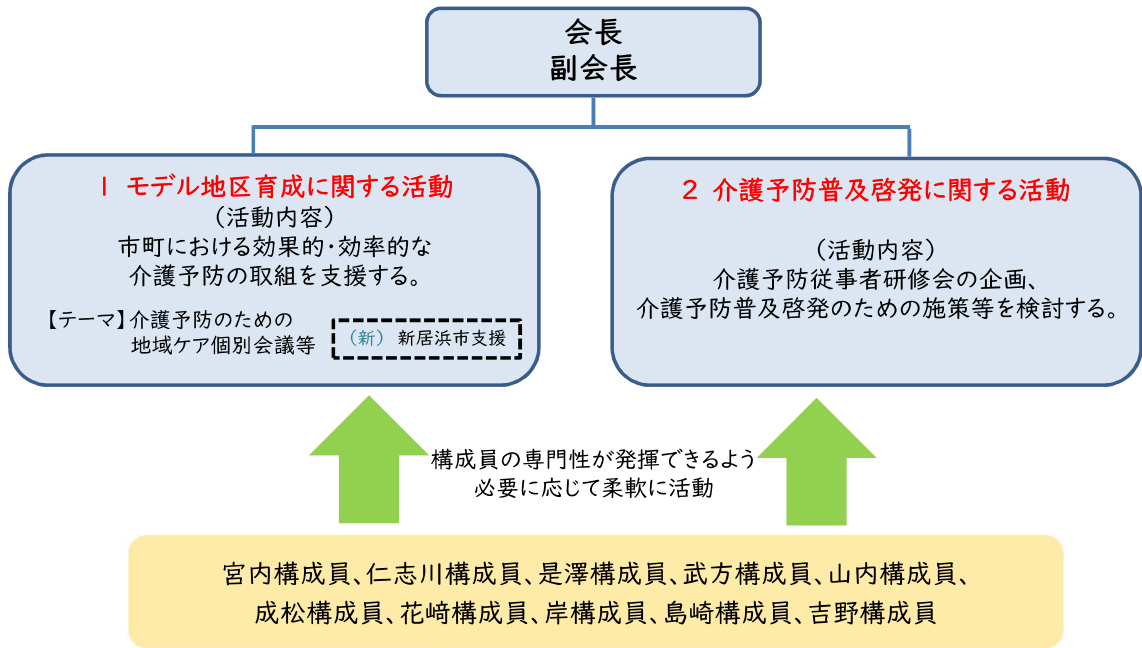 会長
副会長
1 モデル地区育成に関する活動
（活動内容）
市町における効果的・効率的な
介護予防の取組を支援する。
【テーマ】介護予防のための
地域ケア個別会議等
（新） 新居浜市支援
2 介護予防普及啓発に関する活動
（活動内容）
介護予防従事者研修会の企画、
介護予防普及啓発のための施策等を検討する。
構成員の専門性が発揮できるよう
必要に応じて柔軟に活動
宮内構成員、仁志川構成員、是澤構成員、武方構成員、山内構成員、
成松構成員、花﨑構成員、岸構成員、島崎構成員、吉野構成員